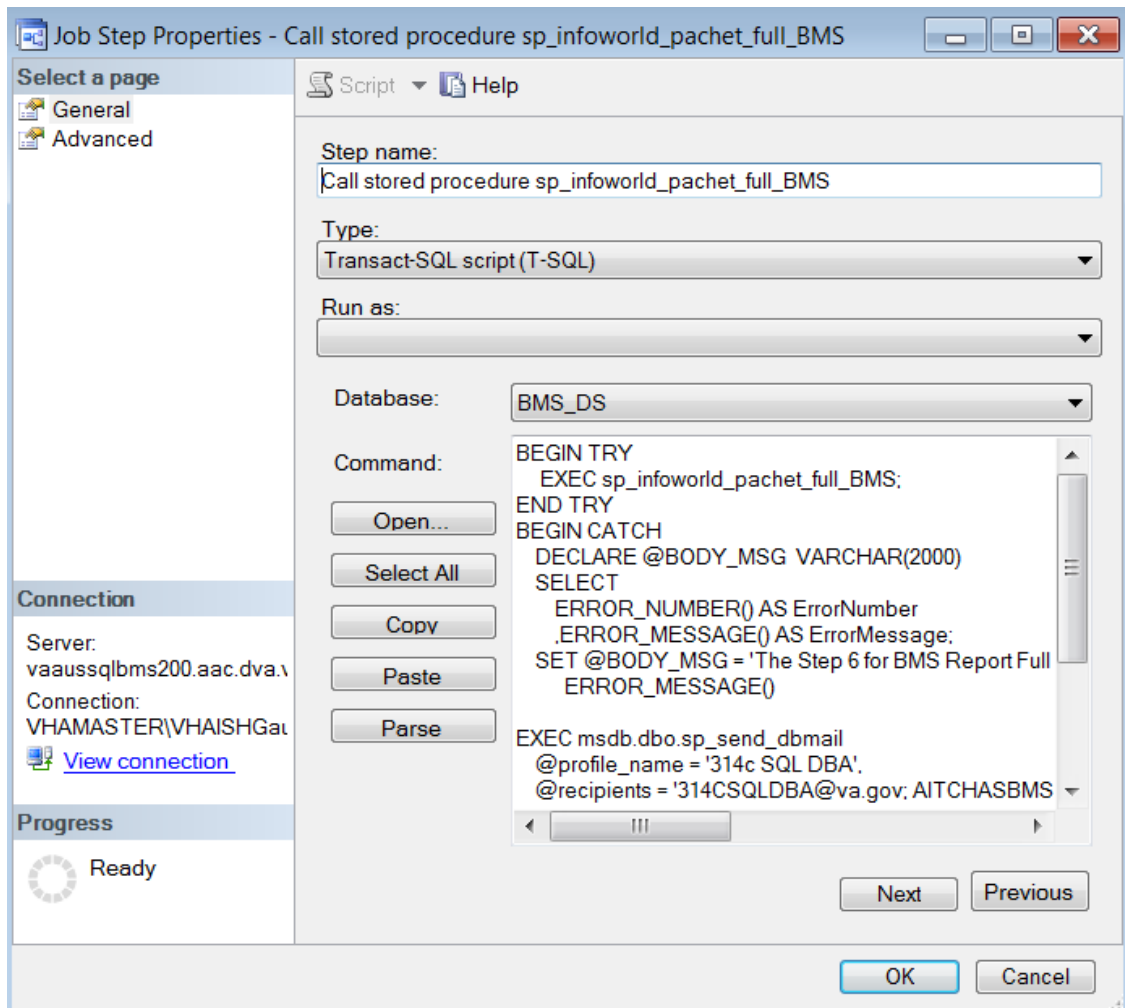 Job Step Properties - Call stored procedure sp_infoworld_pachet_full_BMS
Select a page
General
Advanced
Script Help
Step name:
Call stored procedure sp_infoworld_pachet_full_BMS
Type:
Transact-SQL script (T-SQL)
Run as:
Database:
BMS_DS
Command:
Open...
Select All
Copy
Paste
Parse
BEGIN TRY
EXEC sp_infoworld_pachet_full_BMS;
END TRY
BEGIN CATCH
DECLARE @BODY_MSG VARCHAR(2000)
SELECT
ERROR_NUMBER() AS ErrorNumber
,ERROR_MESSAGE() AS ErrorMessage;
SET @BODY_MSG = 'The Step 6 for BMS Report Full
ERROR_MESSAGE()
EXEC msdb.dbo.sp_send_dbmail
@profile_name = '314c SQL DBA',
@recipients = '314CSQLDBA@va.gov; AITCHASBMS
Connection
Server:
vaaussqlbms200.aac.dva.v
Connection:
VHAMASTER\VHAISHGau
View connection
Progress
Ready
Next
Previous
OK
Cancel